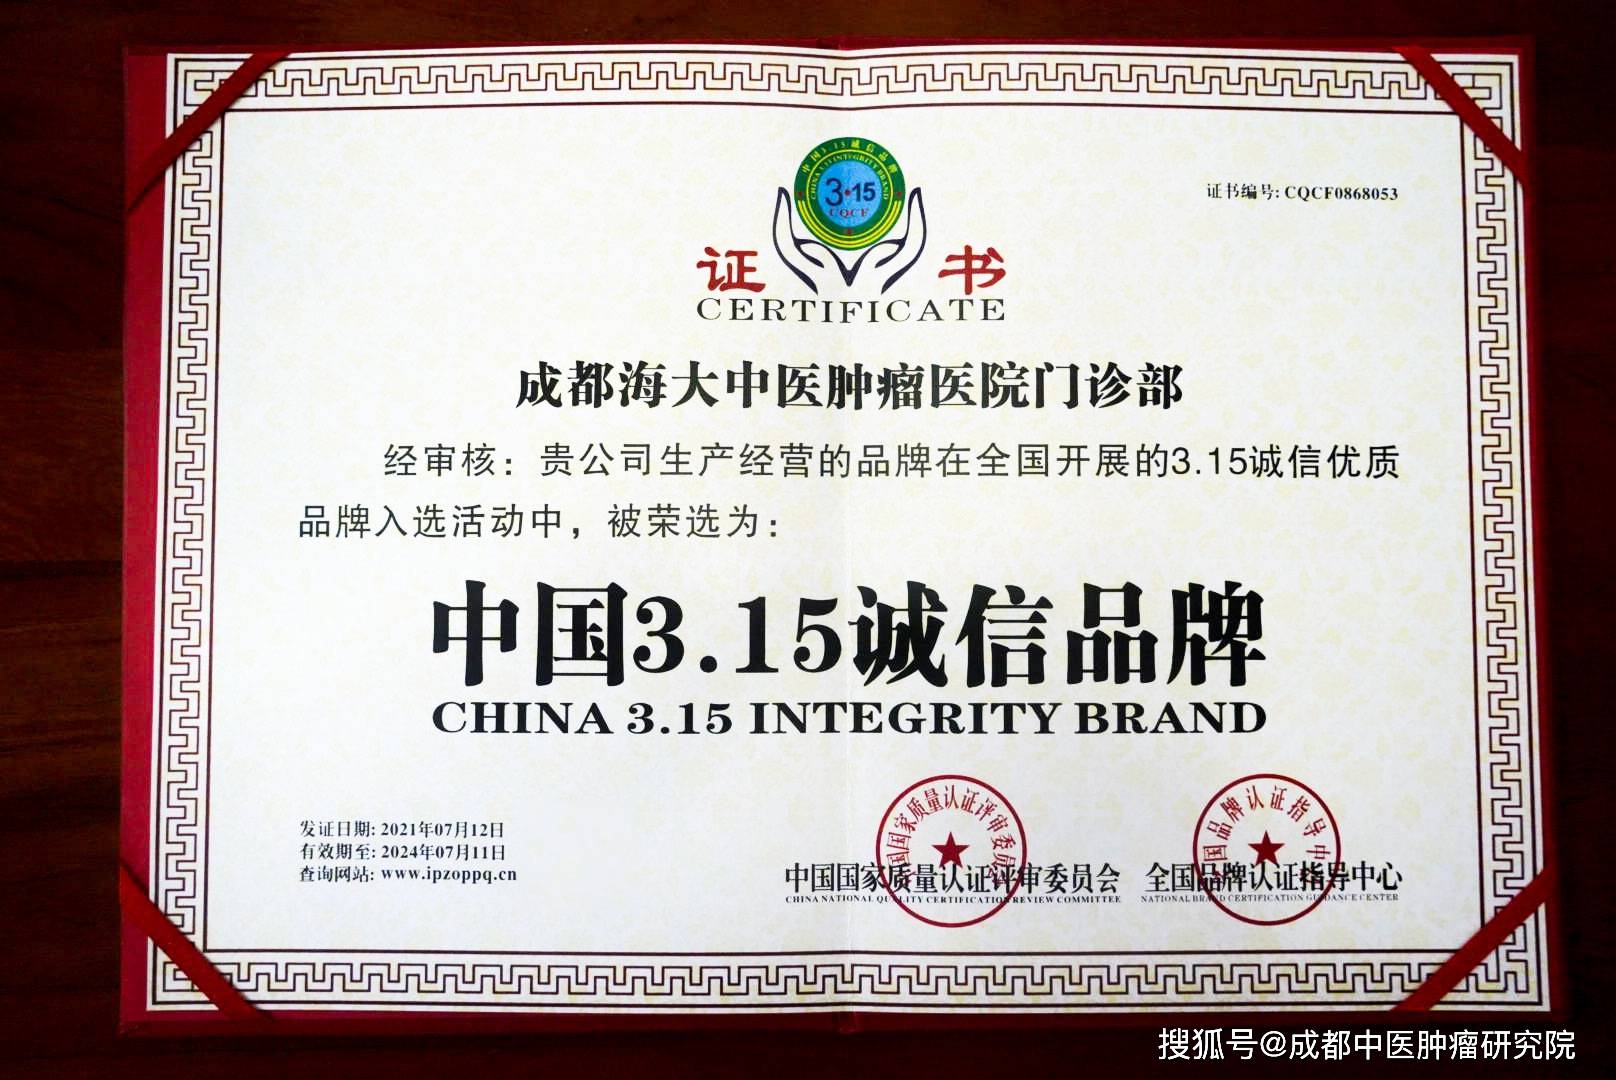 中国3.15诚信品牌
CHINA 3.15 INTEGRITY BRAND
3·15
CQCF
证书编号: CQCF0868053
证书
CERTIFICATE
成都海大中医肿瘤医院门诊部
经审核：贵公司生产经营的品牌在全国开展的3.15诚信优质
品牌入选活动中，被荣选为：
中国3.15诚信品牌
CHINA 3.15 INTEGRITY BRAND
发证日期: 2021年07月12日
有效期至: 2024年07月11日
查询网站: www.ipzoppq.cn
中国国家质量认证评审委员会
CHINA NATIONAL QUALITY CERTIFICATION REVIEW COMMITTEE
全国品牌认证指导中心
NATIONAL BRAND CERTIFICATION GUIDANCE CENTER
中国国家质量认证评审委员会
全国品牌认证指导中心
搜狐号@成都中医肿瘤研究院